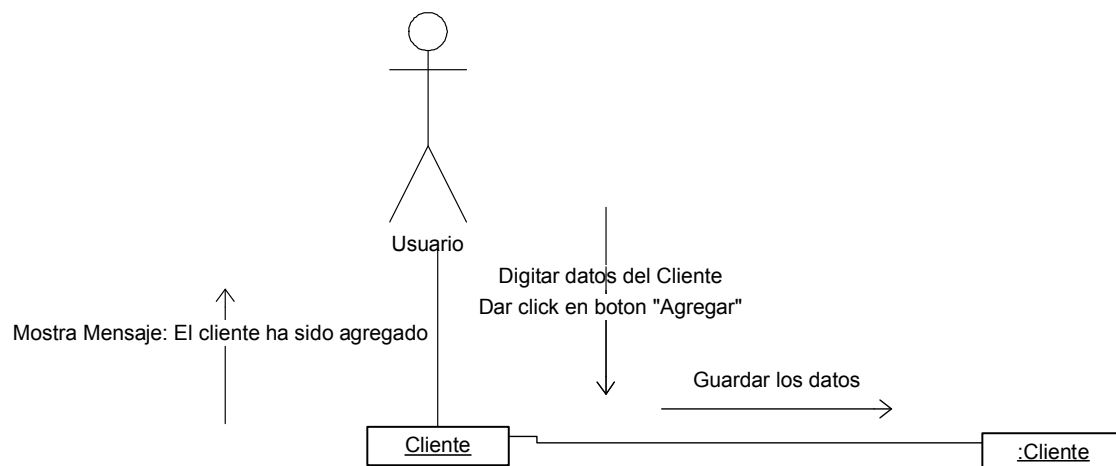 Usuario
Digitar datos del Cliente
Dar click en boton "Agregar"
Mostra Mensaje: El cliente ha sido agregado
Guardar los datos
Cliente
:Cliente